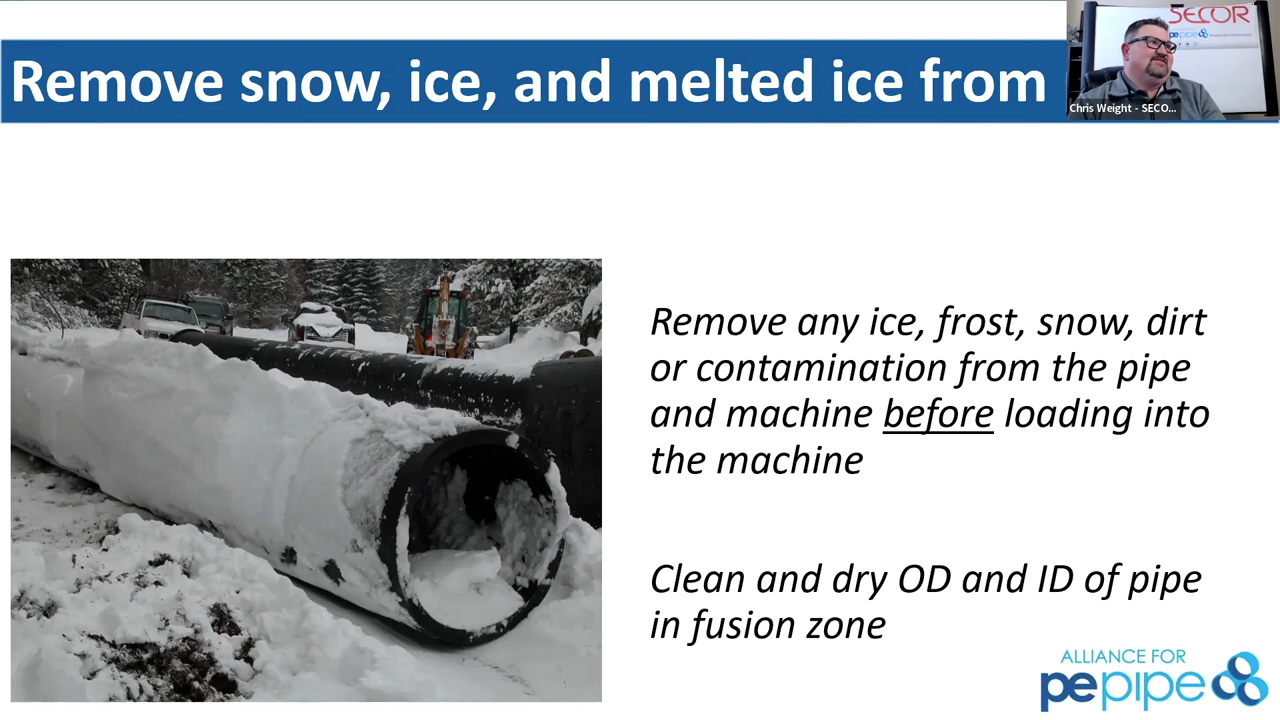 Remove snow, ice, and melted ice from
SECOR
pepipe
Chris Weight - SECO...
Remove any ice, frost, snow, dirt
or contamination from the pipe
and machine before loading into
the machine
Clean and dry OD and ID of pipe
in fusion zone
ALLIANCE FOR
pepipe